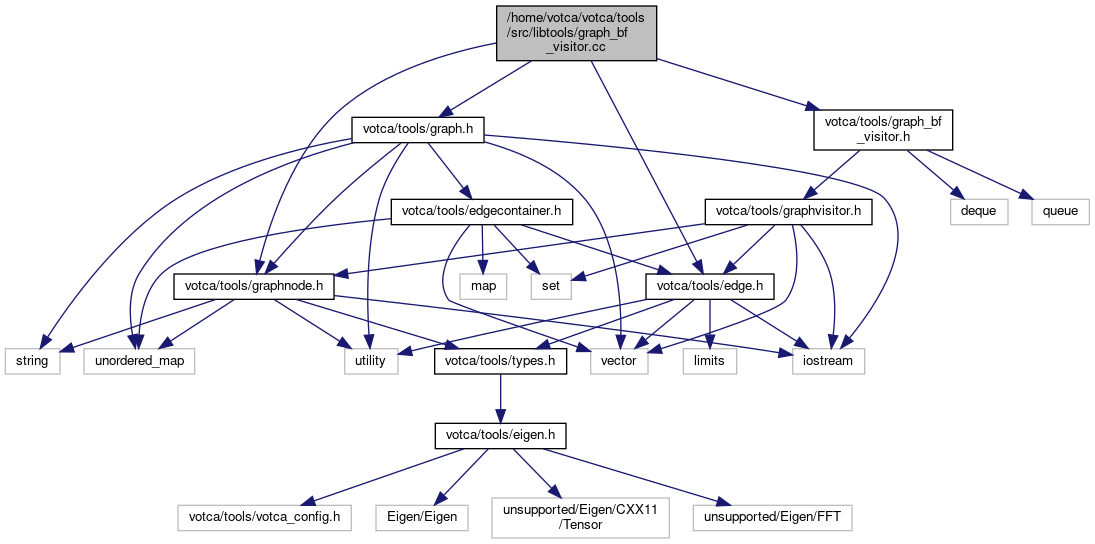 /home/votca/votca/tools
/src/libtools/graph_bf
_visitor.cc
votca/tools/graph.h
votca/tools/graph_bf
_visitor.h
votca/tools/edgecontainer.h
votca/tools/graphvisitor.h
deque
queue
votca/tools/graphnode.h
map
set
votca/tools/edge.h
string
unordered_map
utility
votca/tools/types.h
vector
limits
iostream
votca/tools/eigen.h
votca/tools/votca_config.h
Eigen/Eigen
unsupported/Eigen/CXX11
/Tensor
unsupported/Eigen/FFT